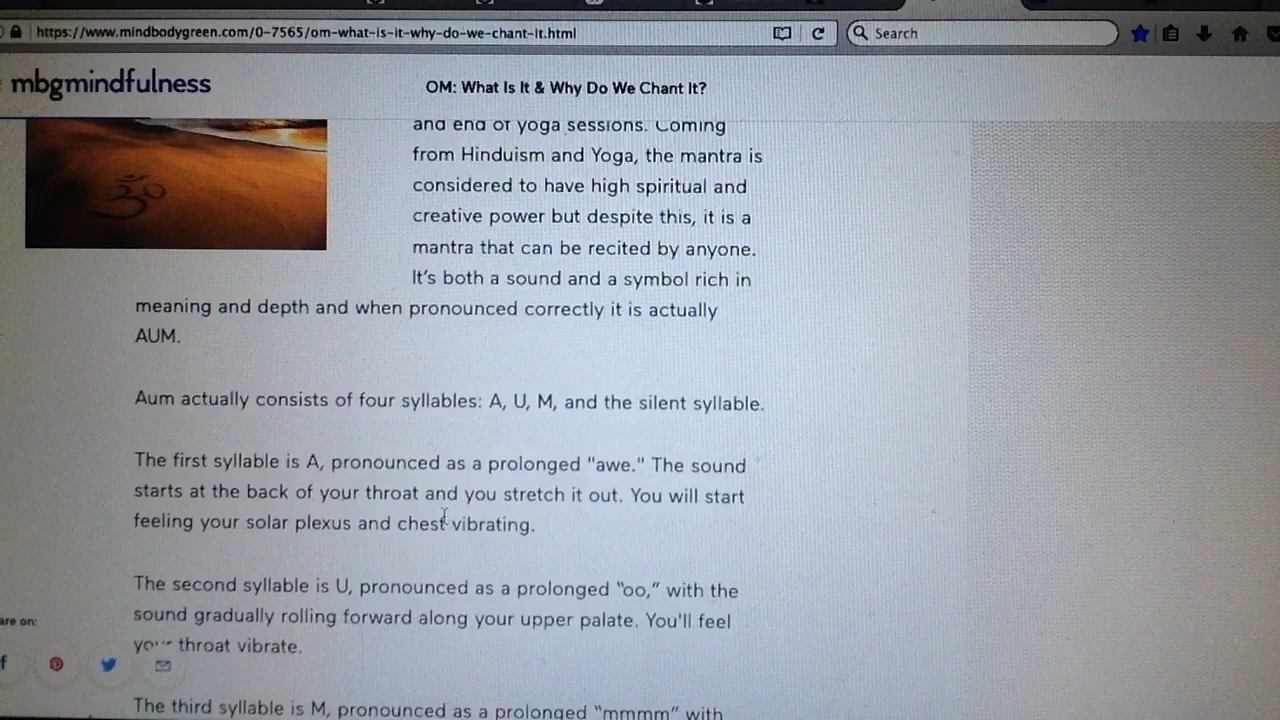 https://www.mindbodygreen.com/0-7565/om-what-is-it-why-do-we-chant-it.html
Search
mbgmindfulness
OM: What Is It & Why Do We Chant It?
and end of yoga sessions. Coming
from Hinduism and Yoga, the mantra is
considered to have high spiritual and
creative power but despite this, it is a
mantra that can be recited by anyone.
It's both a sound and a symbol rich in
meaning and depth and when pronounced correctly it is actually
AUM.
Aum actually consists of four syllables: A, U, M, and the silent syllable.
The first syllable is A, pronounced as a prolonged "awe." The sound
starts at the back of your throat and you stretch it out. You will start
feeling your solar plexus and chest vibrating.
The second syllable is U, pronounced as a prolonged “oo,” with the
sound gradually rolling forward along your upper palate. You'll feel
your throat vibrate.
are on:
f
The third syllable is M, pronounced as a prolonged “mmmm” with
ॐ